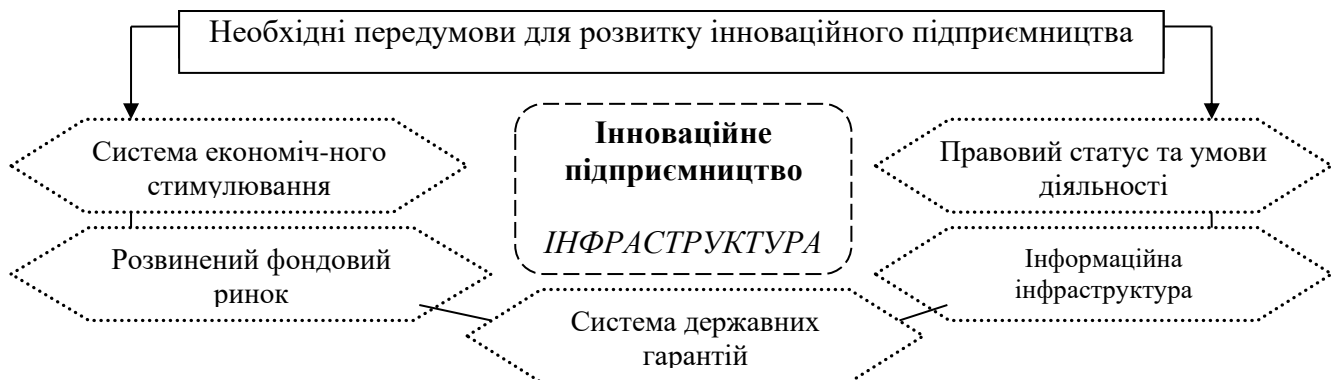 Необхідні передумови для розвитку інноваційного підприємництва
Система економіч-ного
стимулювання
Інноваційне
підприємництво
ІНФРАСТРУКТУРА
Правовий статус та умови
діяльності
Розвинений фондовий
ринок
Інформаційна
інфраструктура
Система державних
гарантій